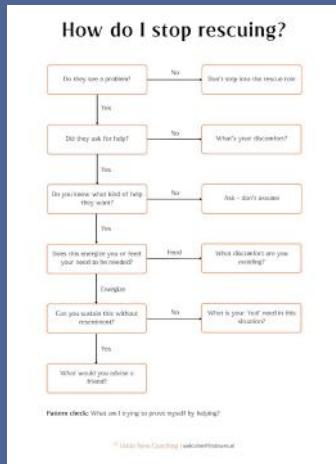 How do I stop rescuing?
Do they see a problem?
No
Don't step into the rescue role
Yes
Did they ask for help?
No
What's your discomfort?
Yes
Do you know what kind of help
they want?
No
Ask - don't assume
Yes
Does this energize you or feed
your need to be needed?
Feed
What discomfort are you
avoiding?
Energize
Can you sustain this without
resentment?
No
What is your 'real' need in this
situation?
Yes
What would you advise a
friend?
Pattern check: What am I trying to prove myself by helping?
Coaching |